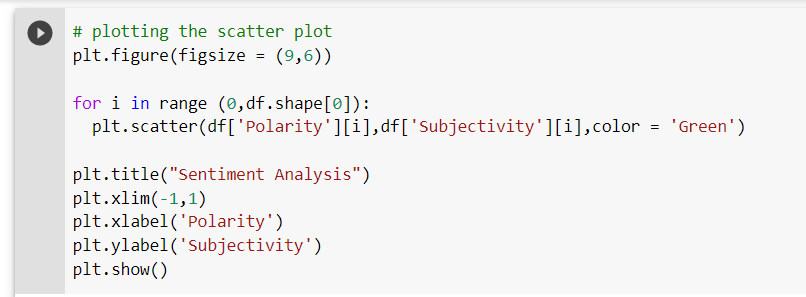 # plotting the scatter plot
plt.figure(figsize = (9,6))
for i in range (0,df.shape[0]):
  plt.scatter(df['Polarity'][i],df['Subjectivity'][i],color = 'Green')
plt.title("Sentiment Analysis")
plt.xlim(-1,1)
plt.xlabel('Polarity')
plt.ylabel('Subjectivity')
plt.show()